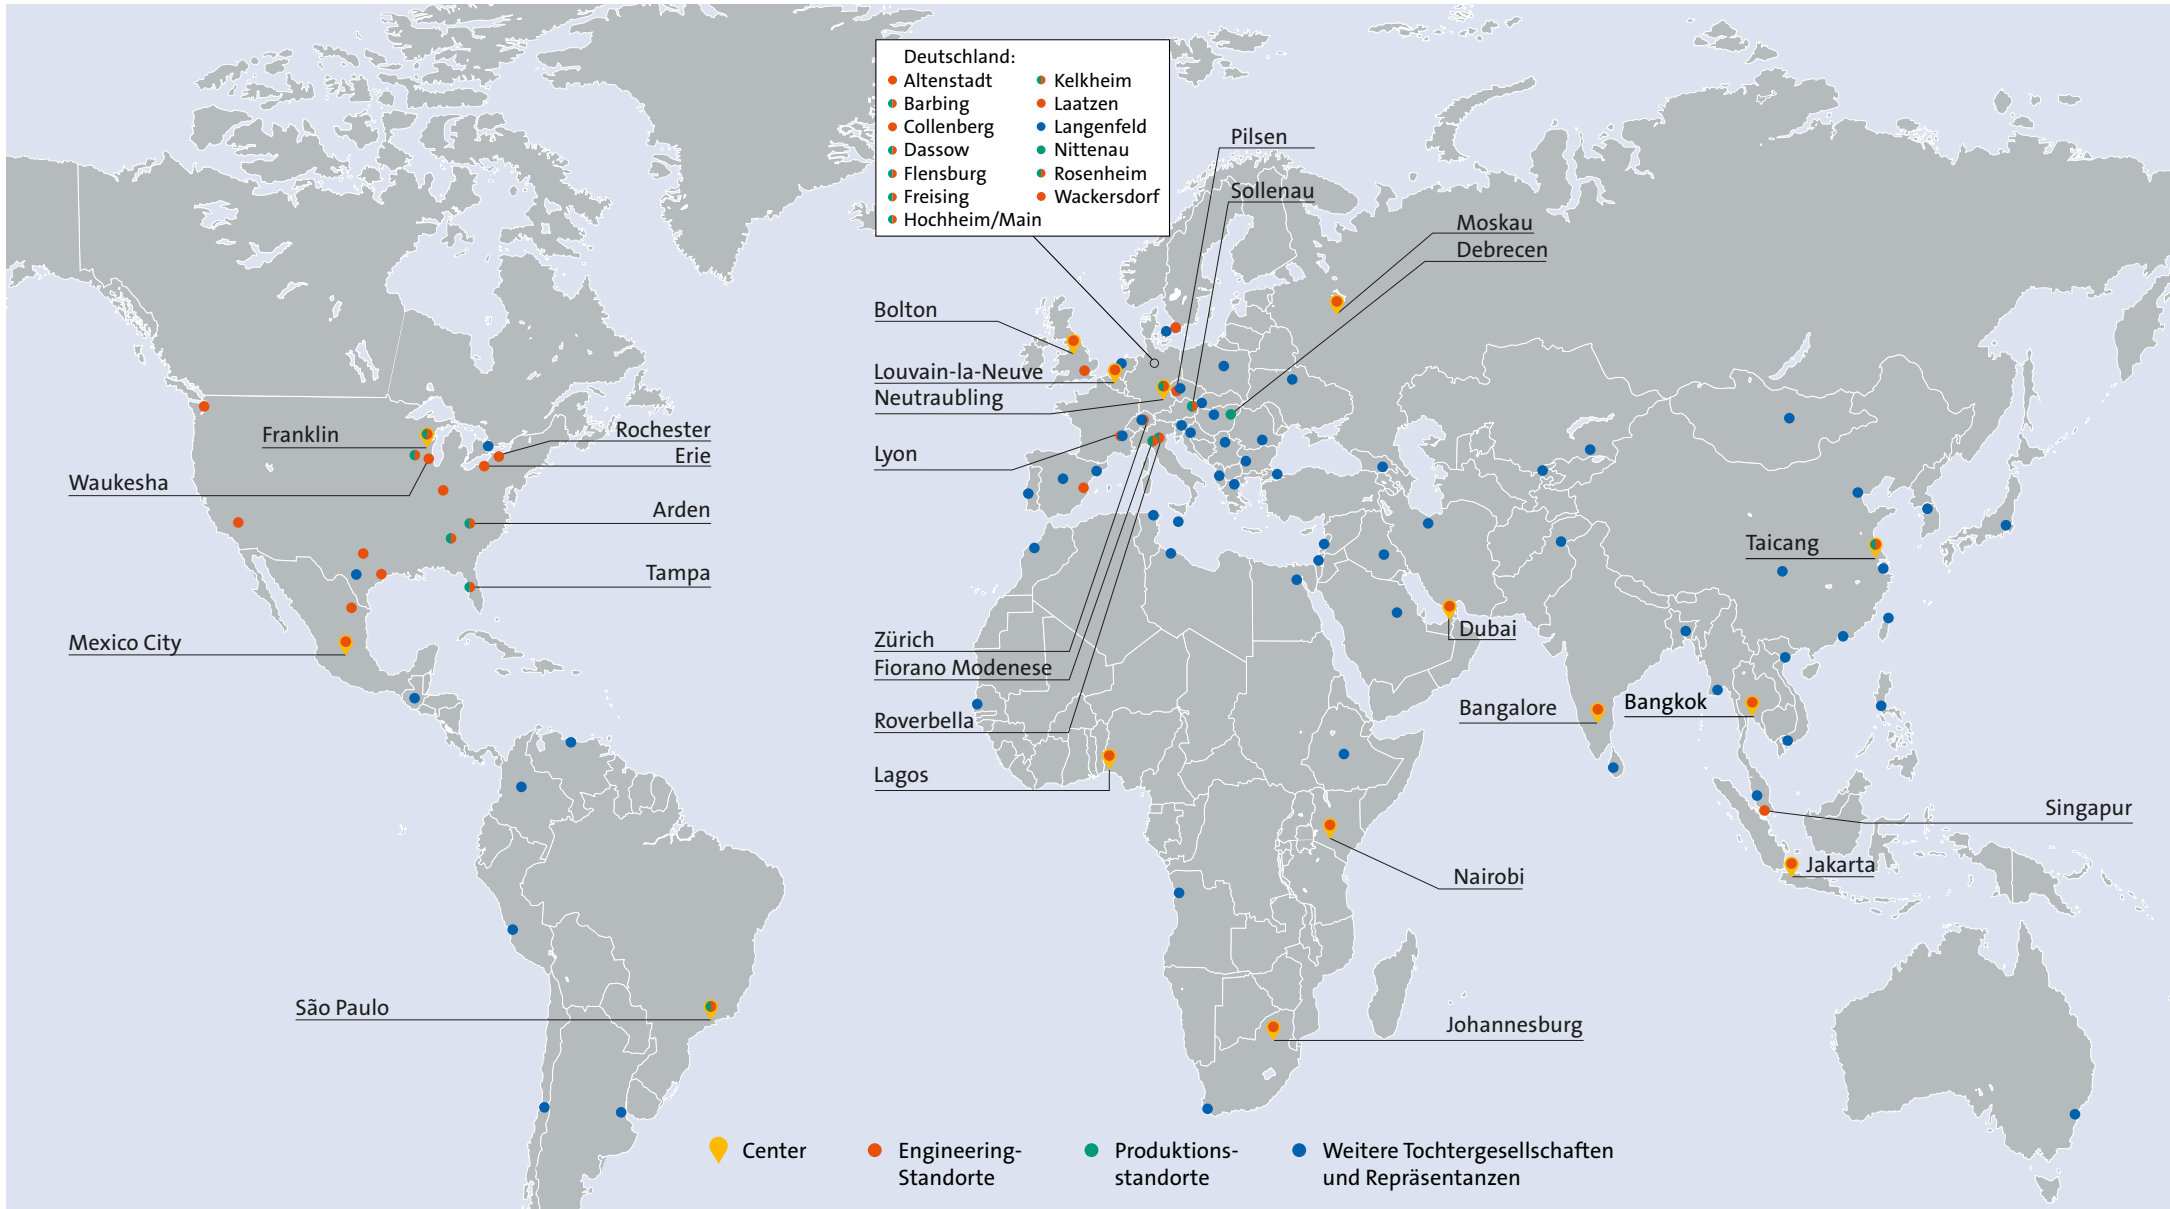 Deutschland:
Altenstadt
Barbing
Collenberg
Dassow
Flensburg
Freising
Hochheim/Main
Kelkheim
Laatzen
Langenfeld
Nittenau
Rosenheim
Wackersdorf
Pilsen
Sollenau
Moskau
Debrecen
Bolton
Louvain-la-Neuve
Neutraubling
Lyon
Franklin
Rochester
Erie
Waukesha
Arden
Tampa
Mexico City
Taicang
Zürich
Fiorano Modenese
Roverbella
Lagos
Dubai
Bangalore
Bangkok
Singapur
Jakarta
Nairobi
São Paulo
Johannesburg
Center
Engineering-
Standorte
Produktions-
standorte
Weitere Tochtergesellschaften
und Repräsentanzen